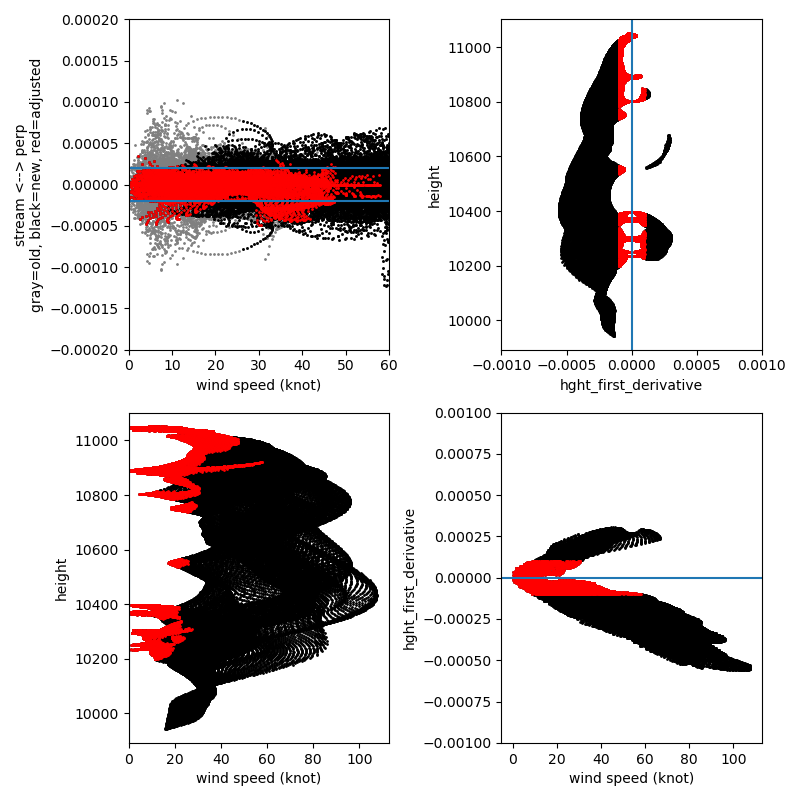 0.00020
0.00015
0.00010
0.00005
0.00000
−0.00005
−0.00010
−0.00015
−0.00020
stream <--> perp
gray=old, black=new, red=adjusted
0 10 20 30 40 50 60
wind speed (knot)
11000
10800
10600
10400
10200
10000
height
−0.0010 −0.0005 0.0000 0.0005 0.0010
hght_first_derivative
11000
10800
10600
10400
10200
10000
height
0 20 40 60 80 100
wind speed (knot)
0.00100
0.00075
0.00050
0.00025
0.00000
−0.00025
−0.00050
−0.00075
−0.00100
hght_first_derivative
0 20 40 60 80 100
wind speed (knot)